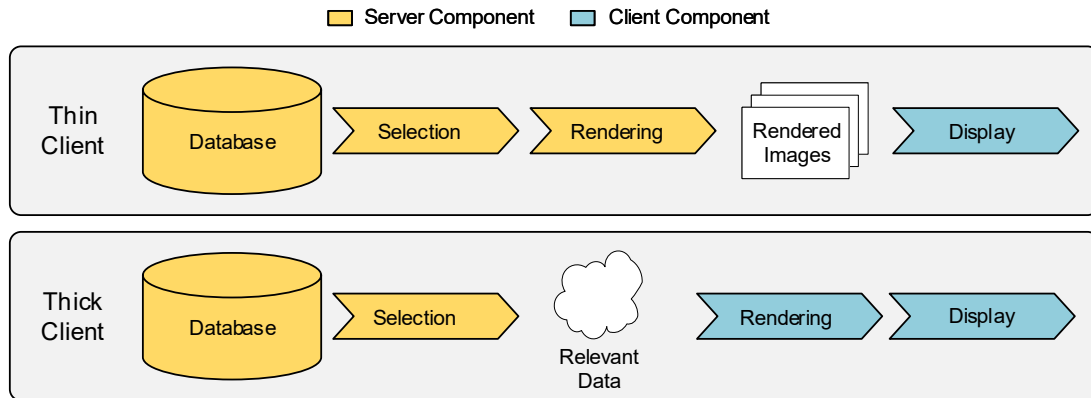 Server Component
Client Component
Thin
Client
Database
Selection
Rendering
Rendered
Images
Display
Thick
Client
Database
Selection
Relevant
Data
Rendering
Display